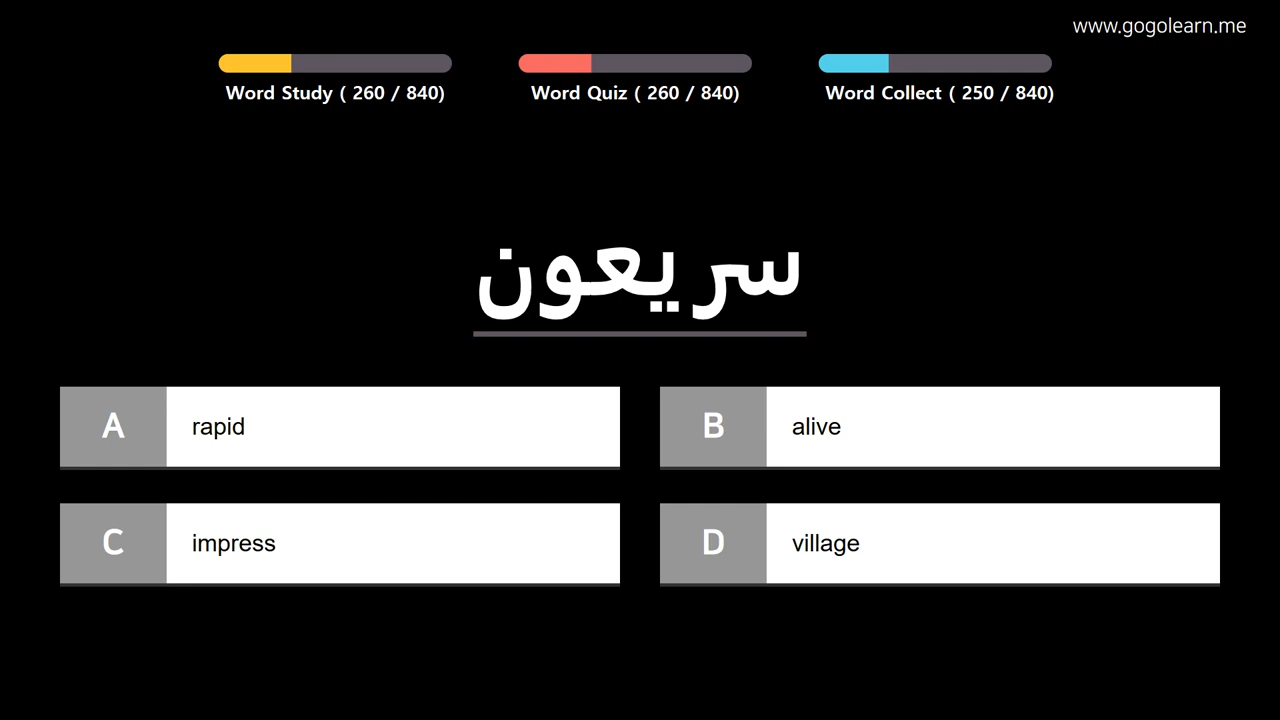 www.gogolearn.me
Word Study ( 260 / 840)
Word Quiz ( 260 / 840)
Word Collect ( 250 / 840)
سريعون
A rapid
B alive
C impress
D village